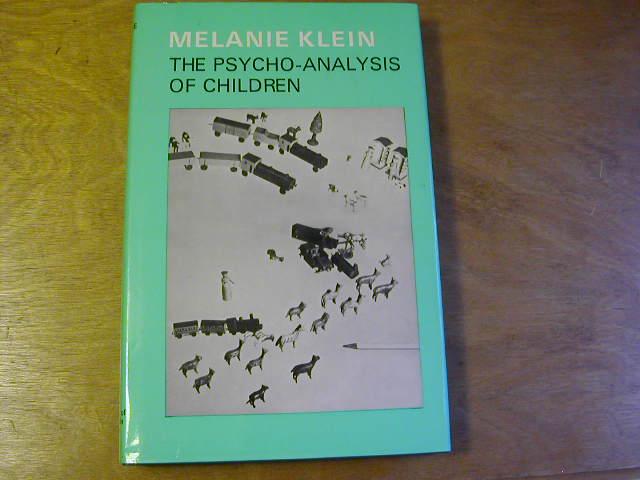 MELANIE KLEIN
THE PSYCHO-ANALYSIS
OF CHILDREN